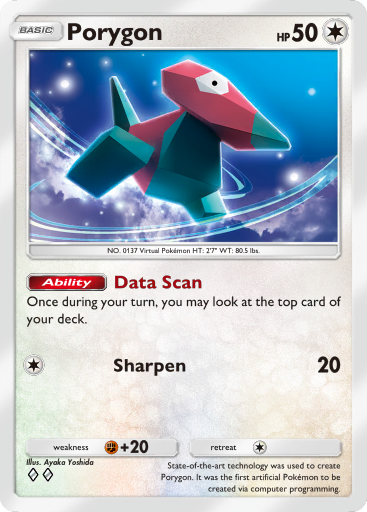 BASIC Porygon HP 50
NO. 0137 Virtual Pokémon HT: 2'7" WT: 80.5 lbs.
Ability Data Scan
Once during your turn, you may look at the top card of
your deck.
Sharpen 20
weakness +20 retreat
Illus. Ayaka Yoshida
State-of-the-art technology was used to create
Porygon. It was the first artificial Pokémon to be
created via computer programming.